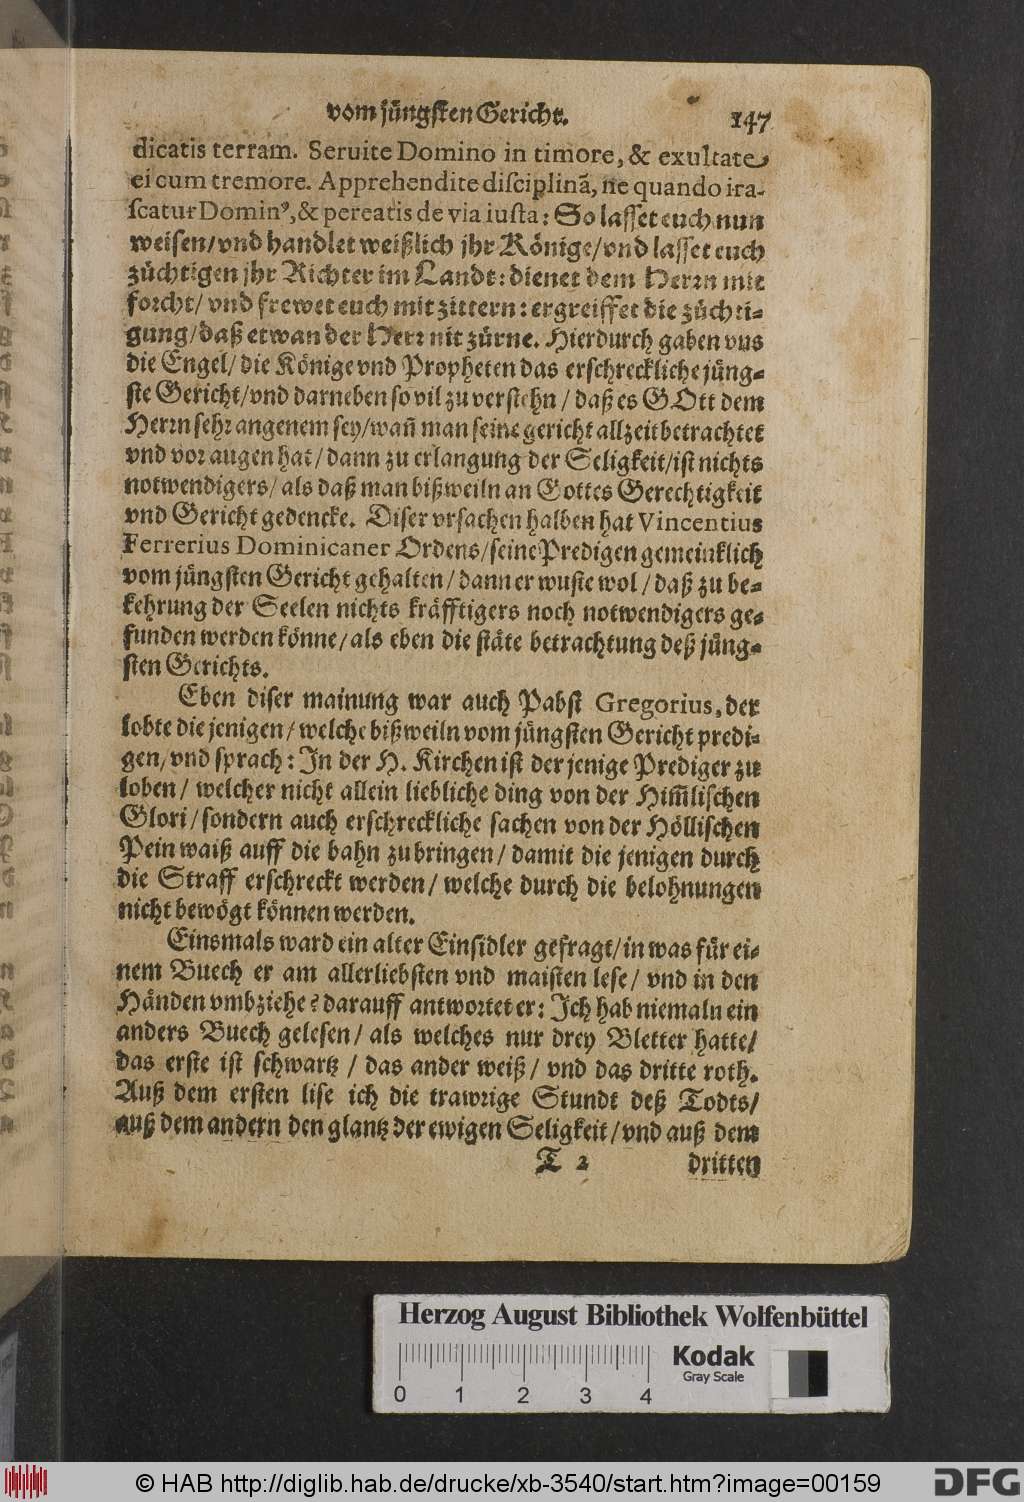 vom jüngsten Gericht. 147
dicatis terram. Seruite Domino in timore, & exultate
ei cum tremore. Apprehendite disciplinã, ne quando ira-
scatur Domin⁹, & pereatis de via iusta: So lasset euch nun
weisen/vnd handlet weißlich jhr Könige/vnd lasset euch
züchtigen jhr Richter im Landt: dienet dem Herrn mit
forcht/ vnd frewet euch mit zittern: ergreiffet die züchti-
gung/daß etwan der Herr nit zürne. Hierdurch gaben vns
die Engel/ die Könige vnd Propheten das erschreckliche jüng-
ste Gericht/vnd darneben so vil zu verstehn / daß es GOtt dem
Herrn sehr angenem sey/wañ man seine gericht allzeit betrachtet
vnd vor augen hat / dann zu erlangung der Seligkeit/ist nichts
notwendigers/ als daß man bißweiln an Gottes Gerechtigkeit
vnd Gericht gedencke. Diser vrsachen halben hat Vincentius
Ferrerius Dominicaner Ordens/seine Predigen gemeinklich
vom jüngsten Gericht gehalten / dann er wuste wol / daß zu be-
kehrung der Seelen nichts kräfftigers noch notwendigers ge-
funden werden könne/als eben die stäte betrachtung deß jüng-
sten Gerichts.
Eben diser mainung war auch Pabst Gregorius, der
lobte die jenigen / welche bißweiln vom jüngsten Gericht predi-
gen, vnd sprach: In der H. Kirchen ist der jenige Prediger zu
loben / welcher nicht allein liebliche ding von der Him̃lischen
Glori / sondern auch erschreckliche sachen von der Höllischen
Pein waiß auff die bahn zubringen / damit die jenigen durch
die Straff erschreckt werden / welche durch die belohnungen
nicht bewögt können werden.
Einsmals ward ein alter Einsidler gefragt/in was für ei-
nem Buech er am allerliebsten vnd maisten lese/ vnd in den
Händen vmbziehe? darauff antwortet er: Ich hab niemaln ein
anders Buech gelesen / als welches nur drey Bletter hatte/
das erste ist schwartz / das ander weiß / vnd das dritte roth.
Auß dem ersten lise ich die trawrige Stundt deß Todts/
auß dem andern den glantz der ewigen Seligkeit / vnd auß dem
T 2 dritten
Herzog August Bibliothek Wolfenbüttel
Kodak
Gray Scale
0 1 2 3 4
© HAB http://diglib.hab.de/drucke/xb-3540/start.htm?image=00159
DFG